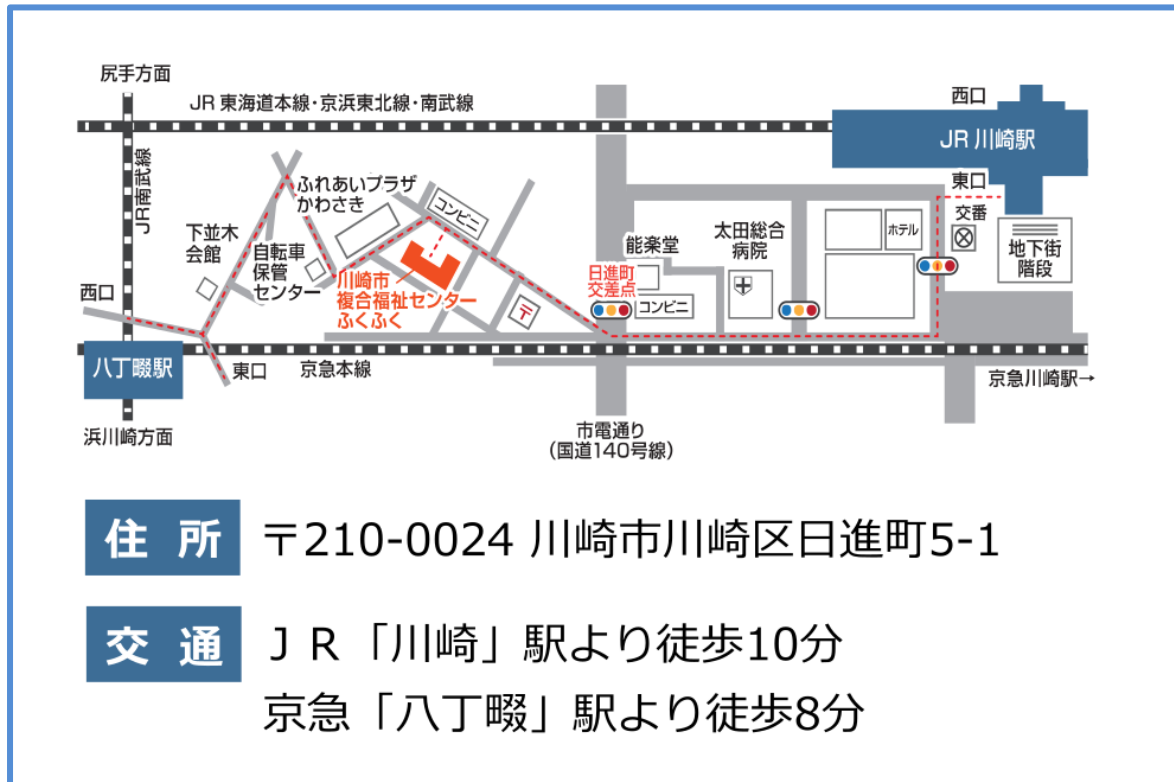 尻手方面
JR東海道本線・京浜東北線・南武線
西口
JR川崎駅
東口
JR南武線
ふれあいプラザ
かわさき
コンビニ
下並木
会館
自転車
保管
センター
川崎市
複合福祉センター
ふくふく
〒
能楽堂
日進町
交差点
コンビニ
太田総合
病院
ホテル
交番
地下街
階段
西口
八丁畷駅
東口
京急本線
京急川崎駅→
浜川崎方面
市電通り
(国道140号線)
住 所
〒210-0024 川崎市川崎区日進町5-1
交 通
ＪＲ「川崎」駅より徒歩10分
京急「八丁畷」駅より徒歩8分